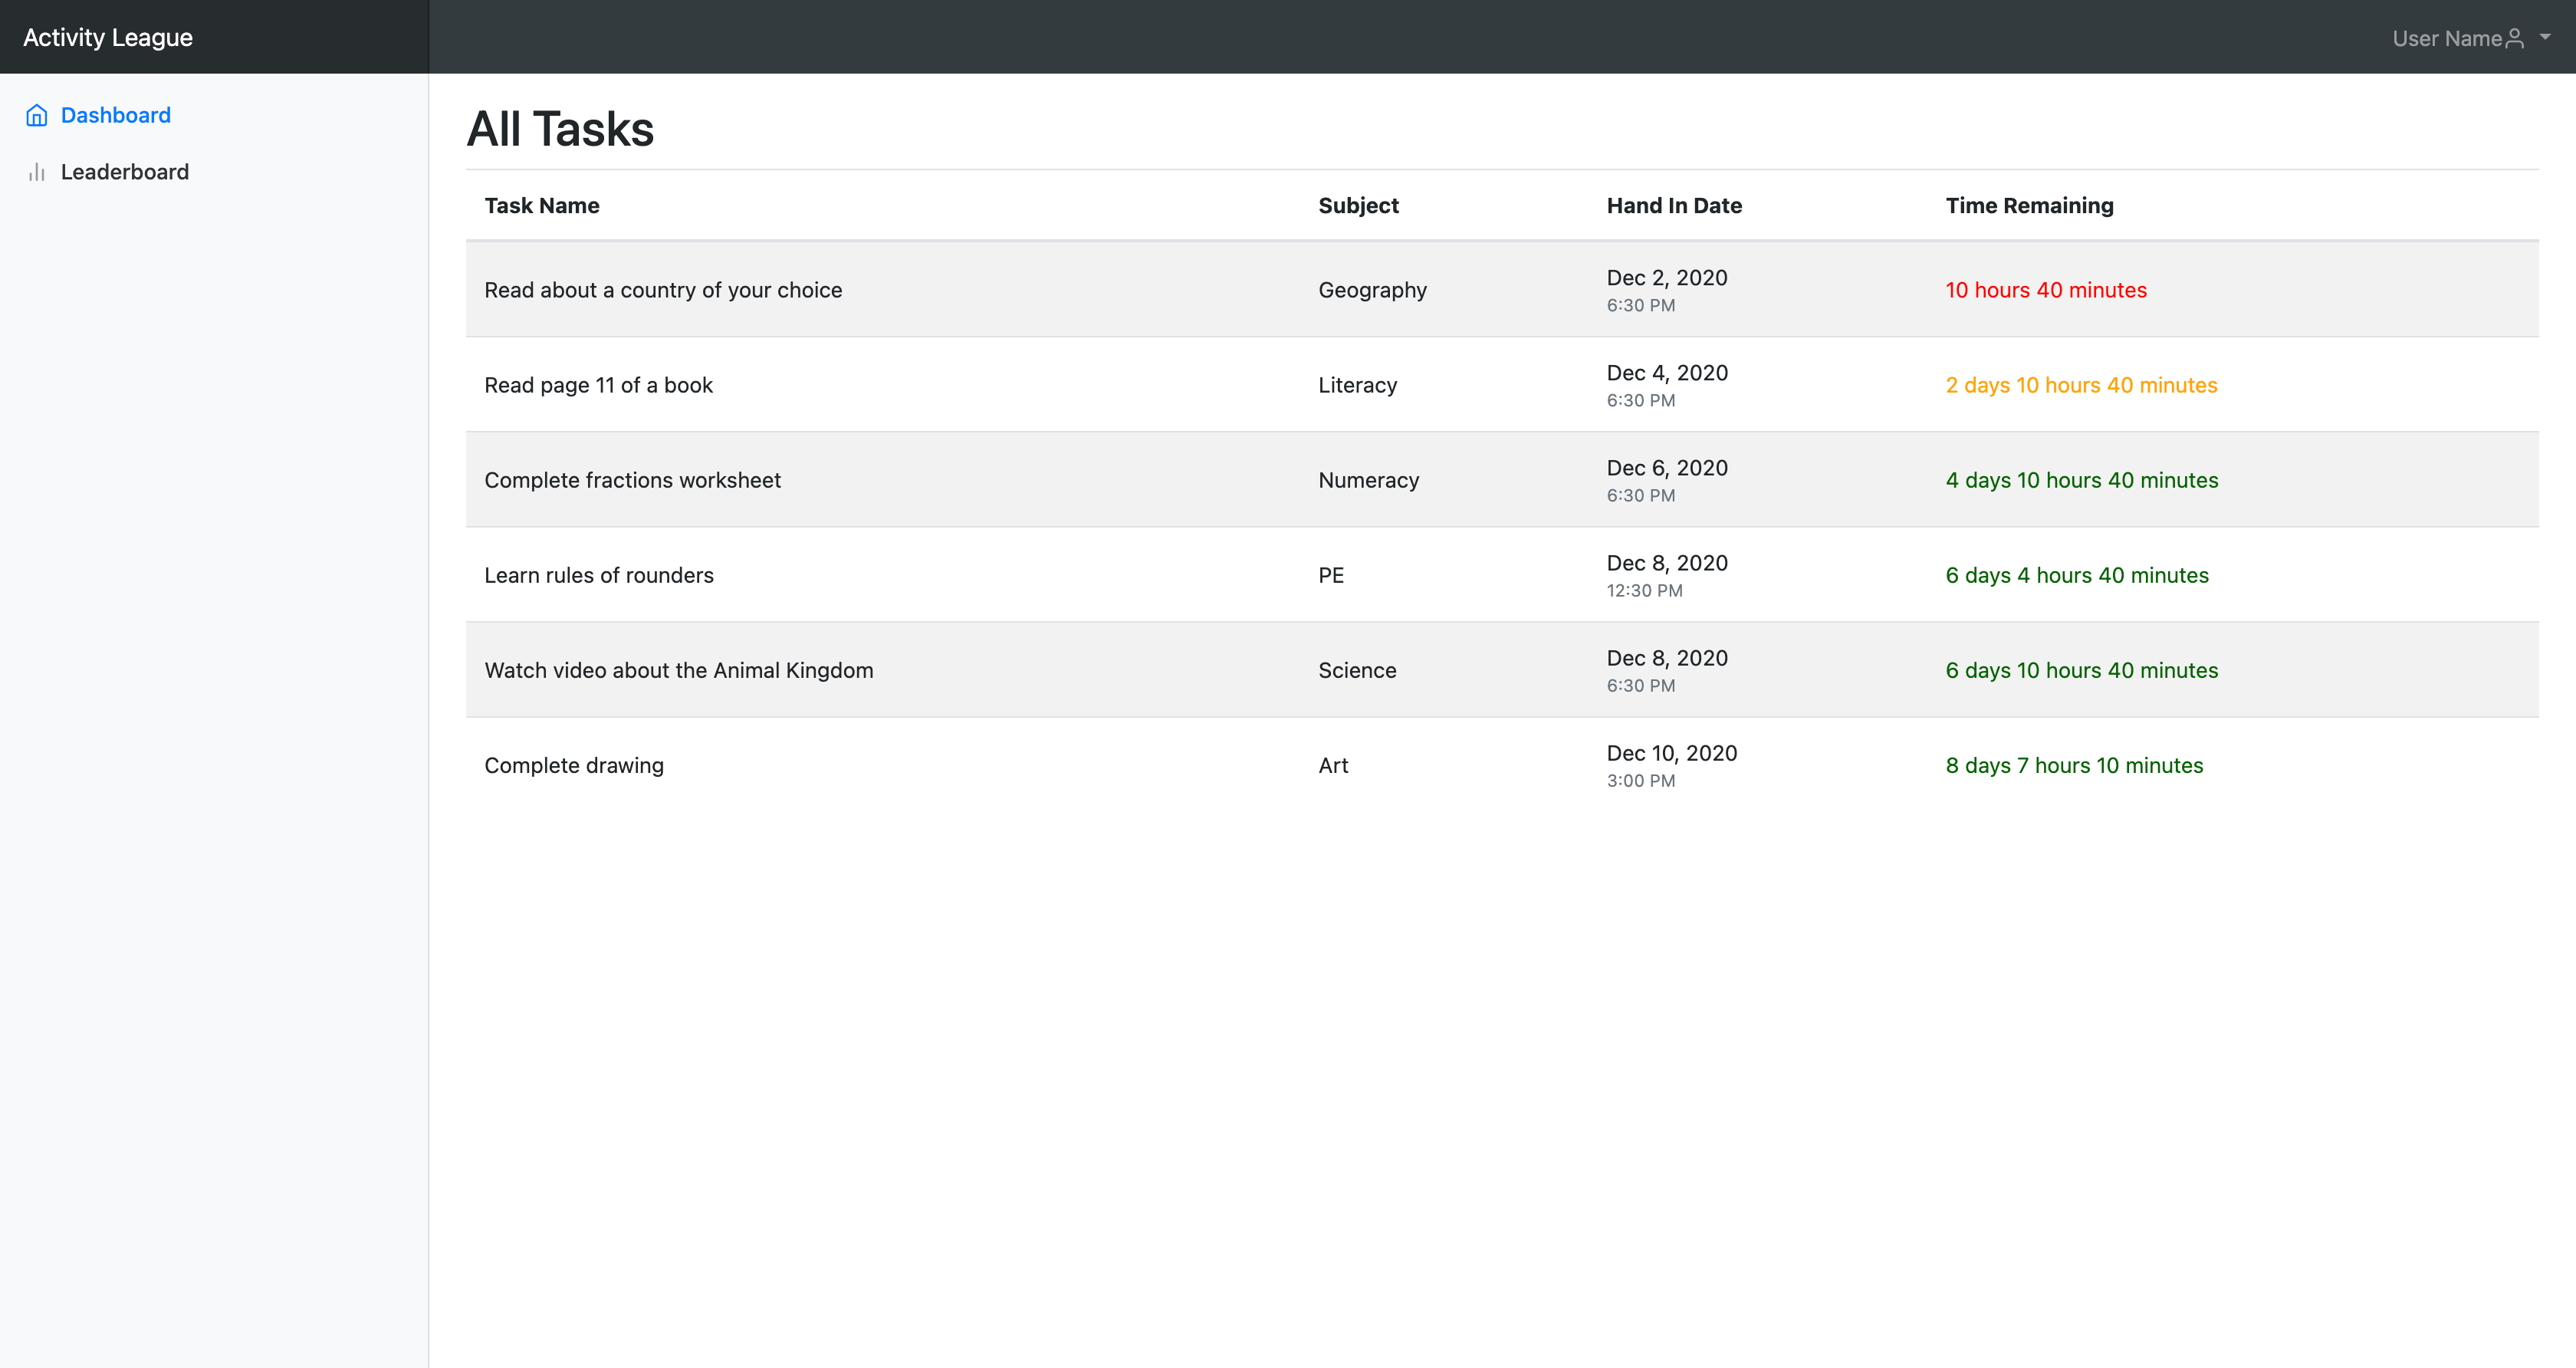 Activity League
User Name
Dashboard
Leaderboard
All Tasks
Task Name Subject Hand In Date Time Remaining
Read about a country of your choice Geography Dec 2, 2020 10 hours 40 minutes
6:30 PM
Read page 11 of a book Literacy Dec 4, 2020 2 days 10 hours 40 minutes
6:30 PM
Complete fractions worksheet Numeracy Dec 6, 2020 4 days 10 hours 40 minutes
6:30 PM
Learn rules of rounders PE Dec 8, 2020 6 days 4 hours 40 minutes
12:30 PM
Watch video about the Animal Kingdom Science Dec 8, 2020 6 days 10 hours 40 minutes
6:30 PM
Complete drawing Art Dec 10, 2020 8 days 7 hours 10 minutes
3:00 PM